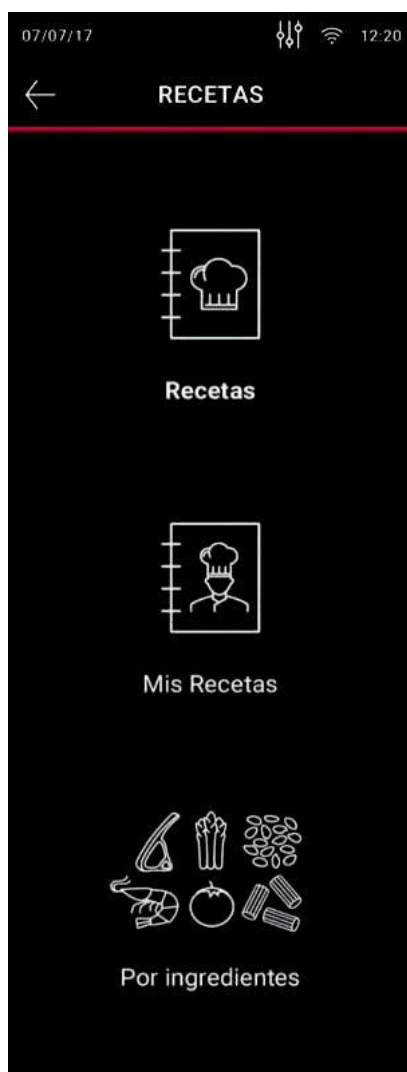 07/07/17 12:20
RECETAS
Recetas
Mis Recetas
Por ingredientes